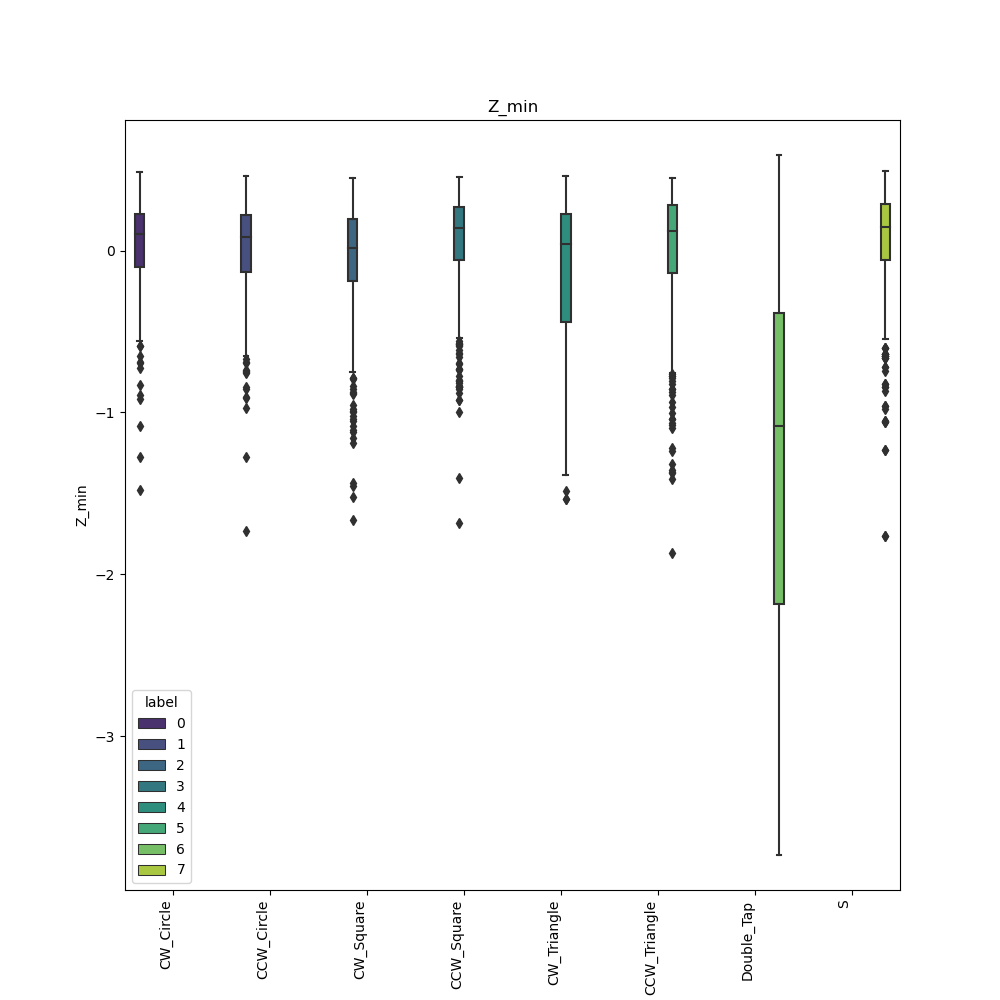 Z_min
Z_min
0
−1
−2
−3
label
0
1
2
3
4
5
6
7
CW_Circle
CCW_Circle
CW_Square
CCW_Square
CW_Triangle
CCW_Triangle
Double_Tap
S